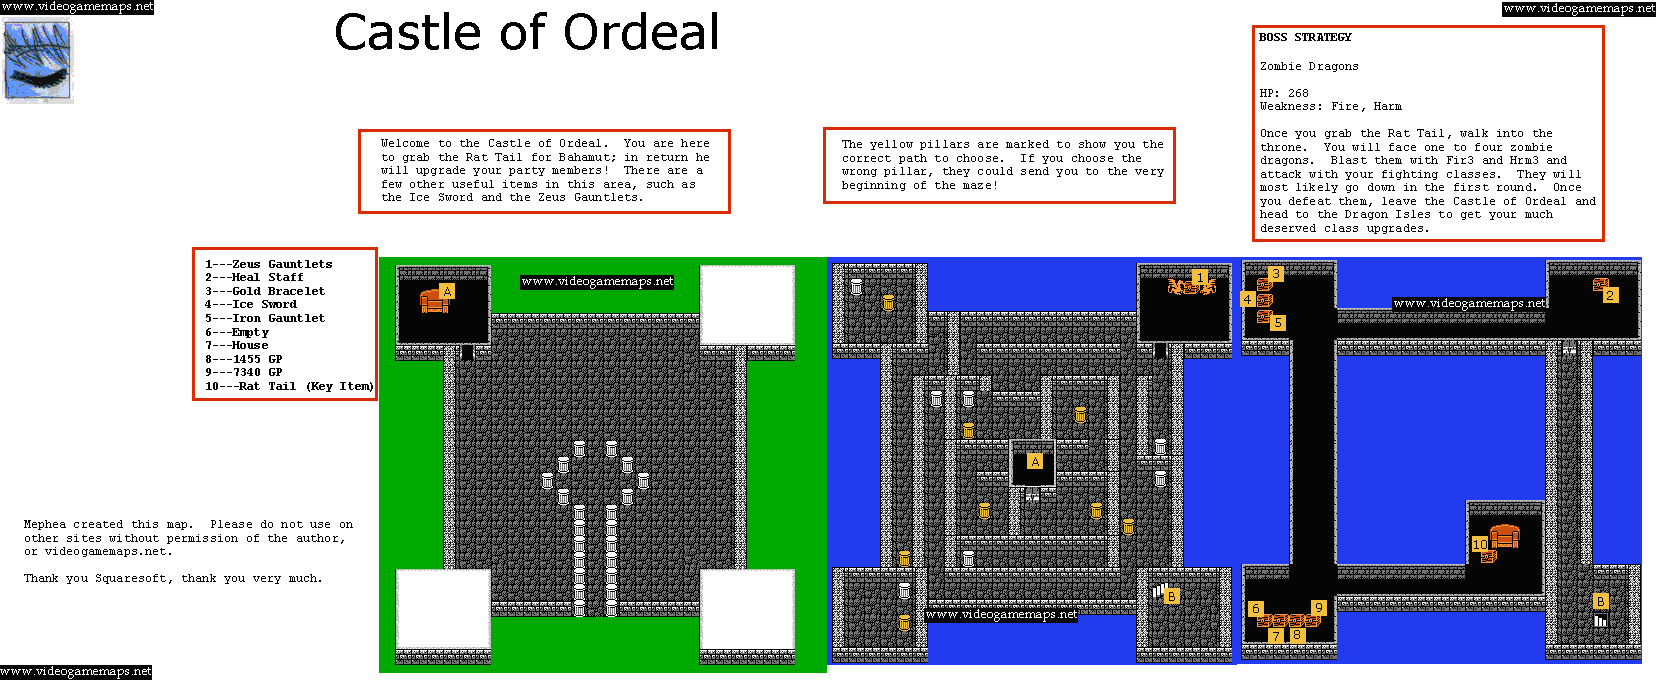 www.videogamemaps.net
www.videogamemaps.net
Castle of Ordeal
BOSS STRATEGY
Zombie Dragons
HP: 268
Weakness: Fire, Harm
Once you grab the Rat Tail, walk into the
throne.  You will face one to four zombie
dragons.  Blast them with Fir3 and Hrm3 and
attack with your fighting classes.  They will
most likely go down in the first round.  Once
you defeat them, leave the Castle of Ordeal and
head to the Dragon Isles to get your much
deserved class upgrades.
Welcome to the Castle of Ordeal.  You are here
to grab the Rat Tail for Bahamut; in return he
will upgrade your party members!  There are a
few other useful items in this area, such as
the Ice Sword and the Zeus Gauntlets.
The yellow pillars are marked to show you the
correct path to choose.  If you choose the
wrong pillar, they could send you to the very
beginning of the maze!
1---Zeus Gauntlets
2---Heal Staff
3---Gold Bracelet
4---Ice Sword
5---Iron Gauntlet
6---Empty
7---House
8---1455 GP
9---7340 GP
10---Rat Tail (Key Item)
www.videogamemaps.net
A
1
A
B
www.videogamemaps.net
3
4
5
2
www.videogamemaps.net
10
6
9
7
8
B
Mephea created this map.  Please do not use on
other sites without permission of the author,
or videogamemaps.net.
Thank you Squaresoft, thank you very much.
www.videogamemaps.net